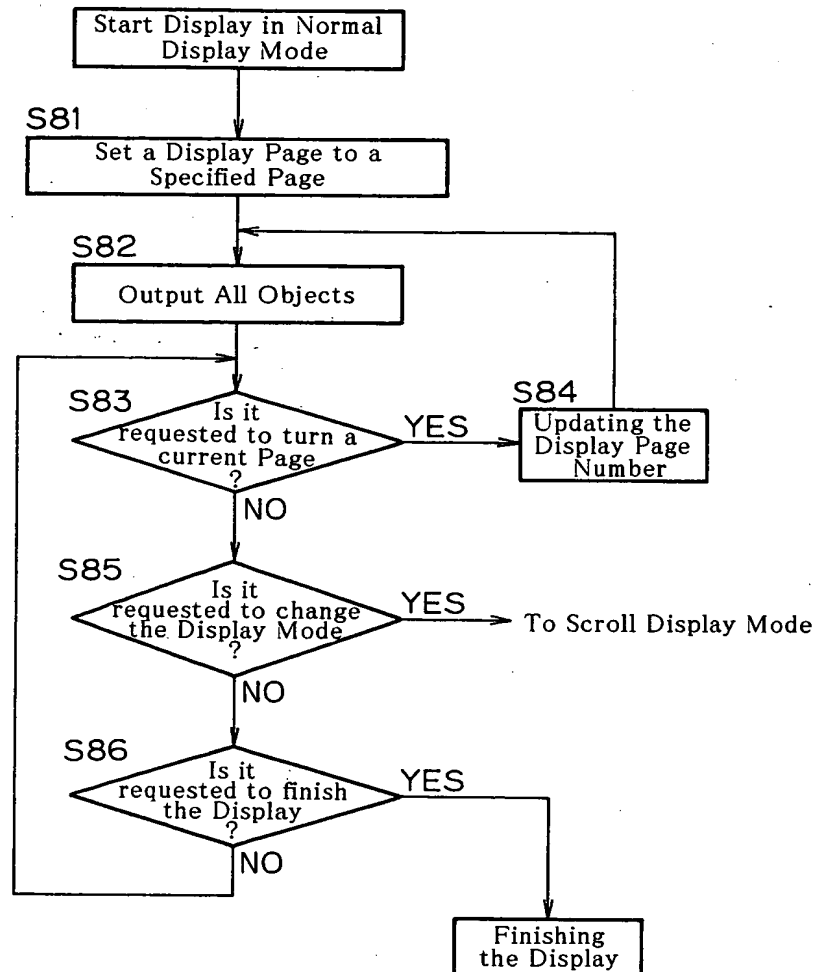 Start Display in Normal
Display Mode
S81
Set a Display Page to a
Specified Page
S82
Output All Objects
S83
Is it
requested to turn a
current Page
?
YES
S84
Updating the
Display Page
Number
NO
S85
Is it
requested to change
the Display Mode
?
YES
To Scroll Display Mode
NO
S86
Is it
requested to finish
the Display
?
YES
NO
Finishing
the Display